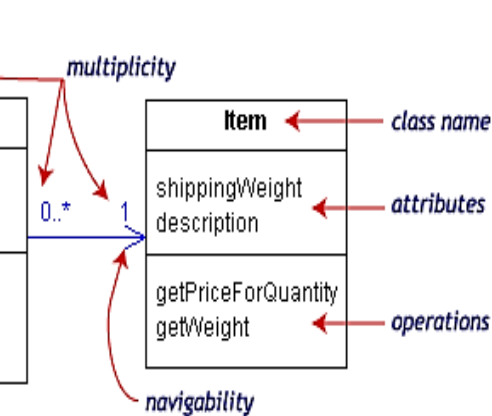 multiplicity
Item
class name
0..*
1
shippingWeight
description
attributes
getPriceForQuantity
getWeight
operations
navigability